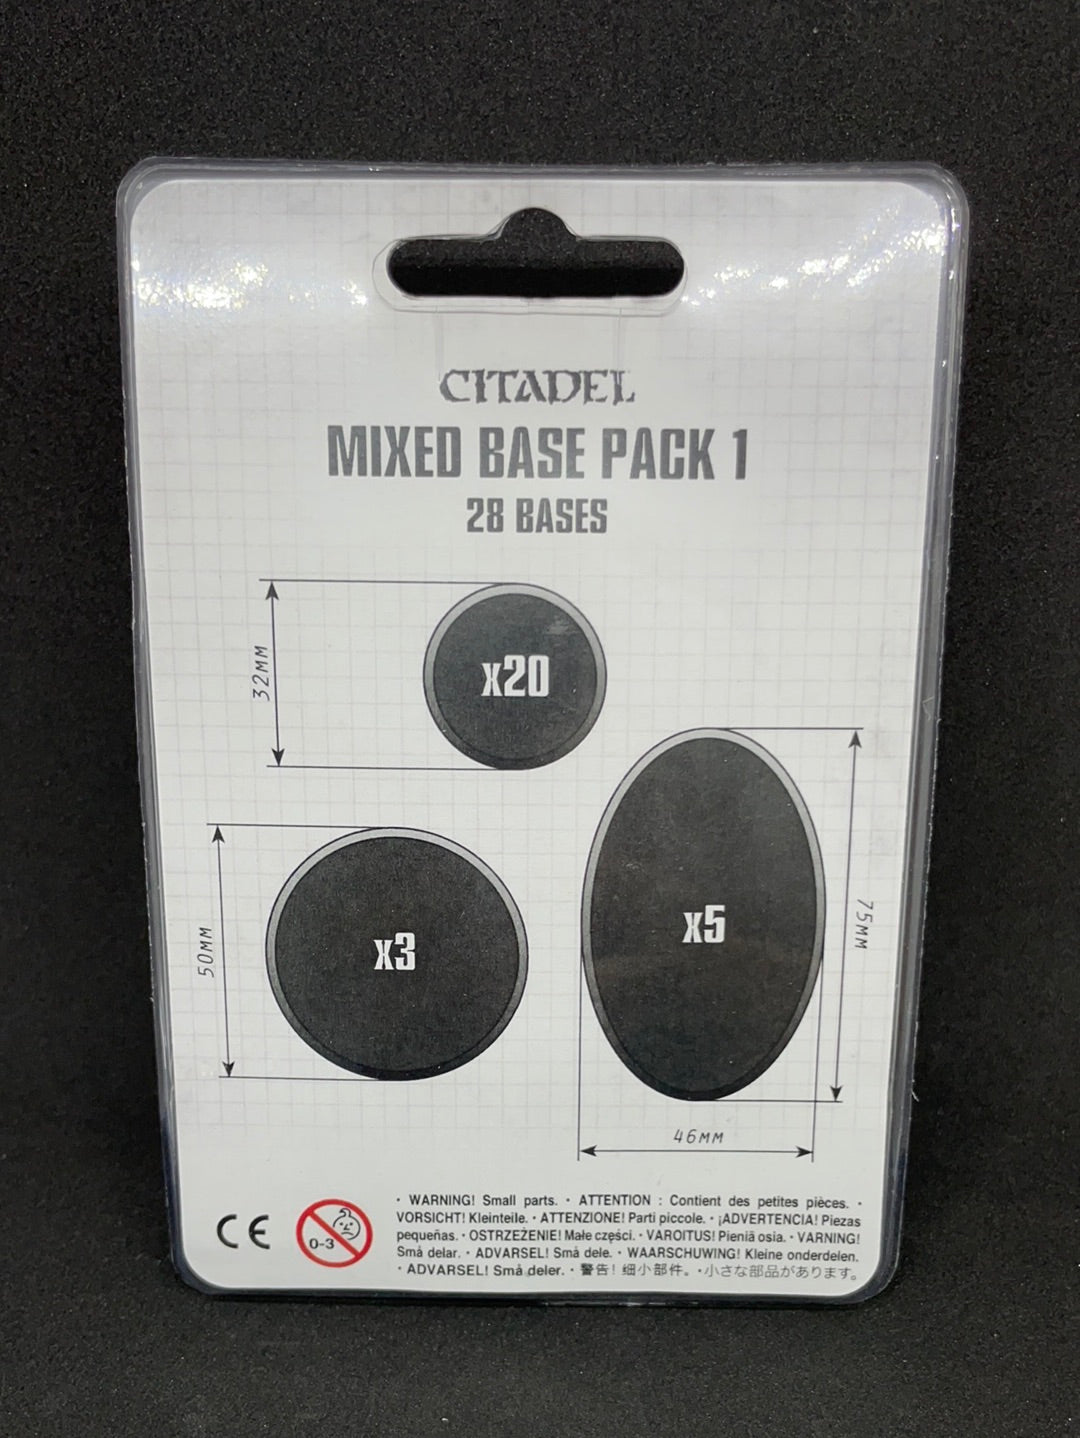 CITADEL
MIXED BASE PACK 1
28 BASES
32MM
x20
50MM
x3
x5
75MM
46MM
CE
0-3
· WARNING! Small parts. · ATTENTION : Contient des petites pièces. ·
VORSICHT! Kleinteile. · ATTENZIONE! Parti piccole. · ¡ADVERTENCIA! Piezas
pequeñas. · OSTRZEŻENIE! Małe części. · VAROITUS! Pieniä osia. · VARNING!
Små delar. · ADVARSEL! Små dele. · WAARSCHUWING! Kleine onderdelen.
· ADVARSEL! Små deler. · 警告! 细小部件。 · 小さな部品があります。